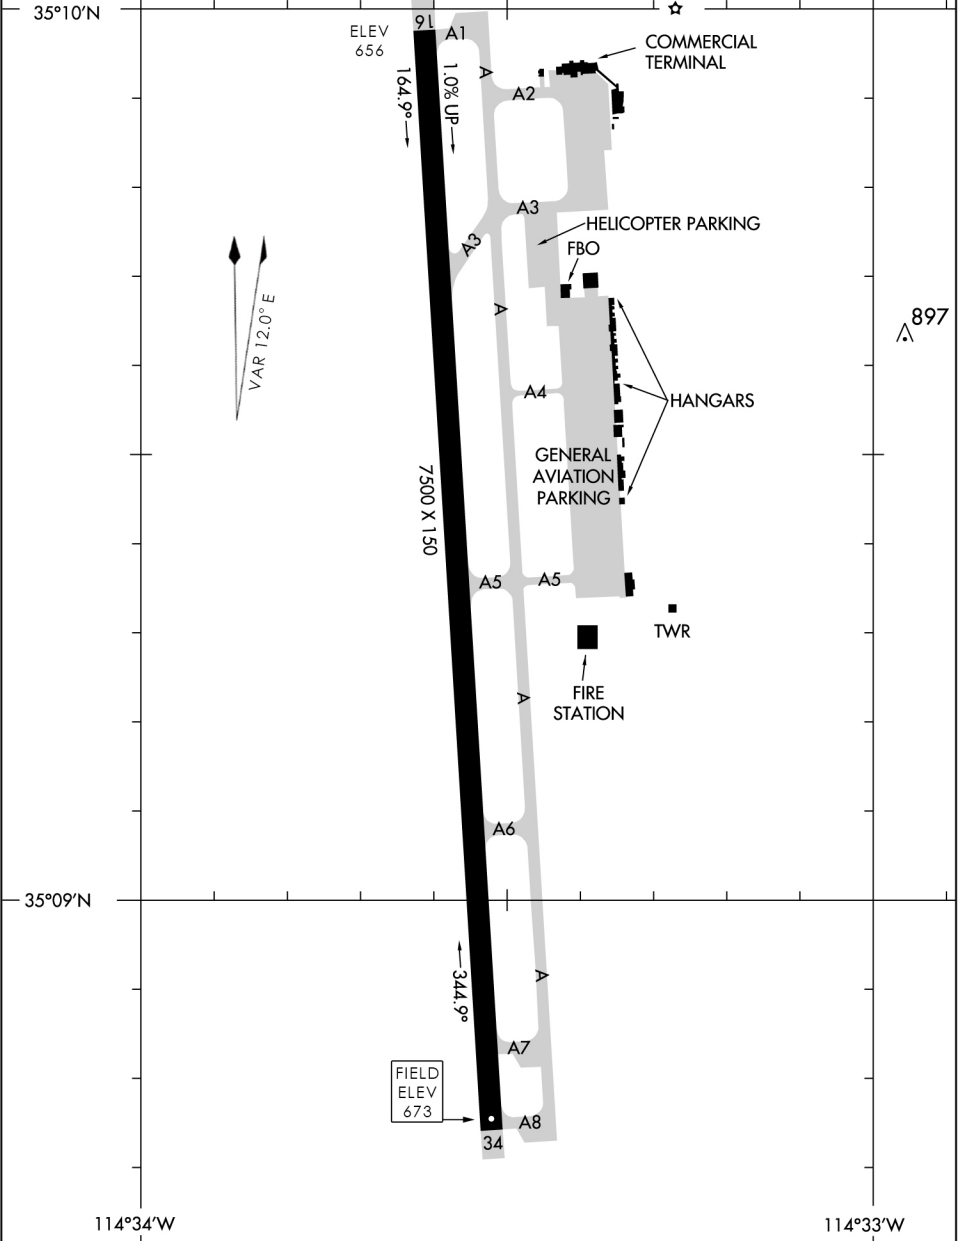 35°10'N
16
ELEV
656
A1
COMMERCIAL
TERMINAL
164.9°
1.0% UP
A
A2
A3
HELICOPTER PARKING
A3
FBO
VAR 12.0° E
A
897
A4
HANGARS
GENERAL
AVIATION
PARKING
7500 X 150
A5
A5
TWR
FIRE
STATION
A
A6
35°09'N
344.9°
A
A7
FIELD
ELEV
673
A8
34
114°34'W
114°33'W